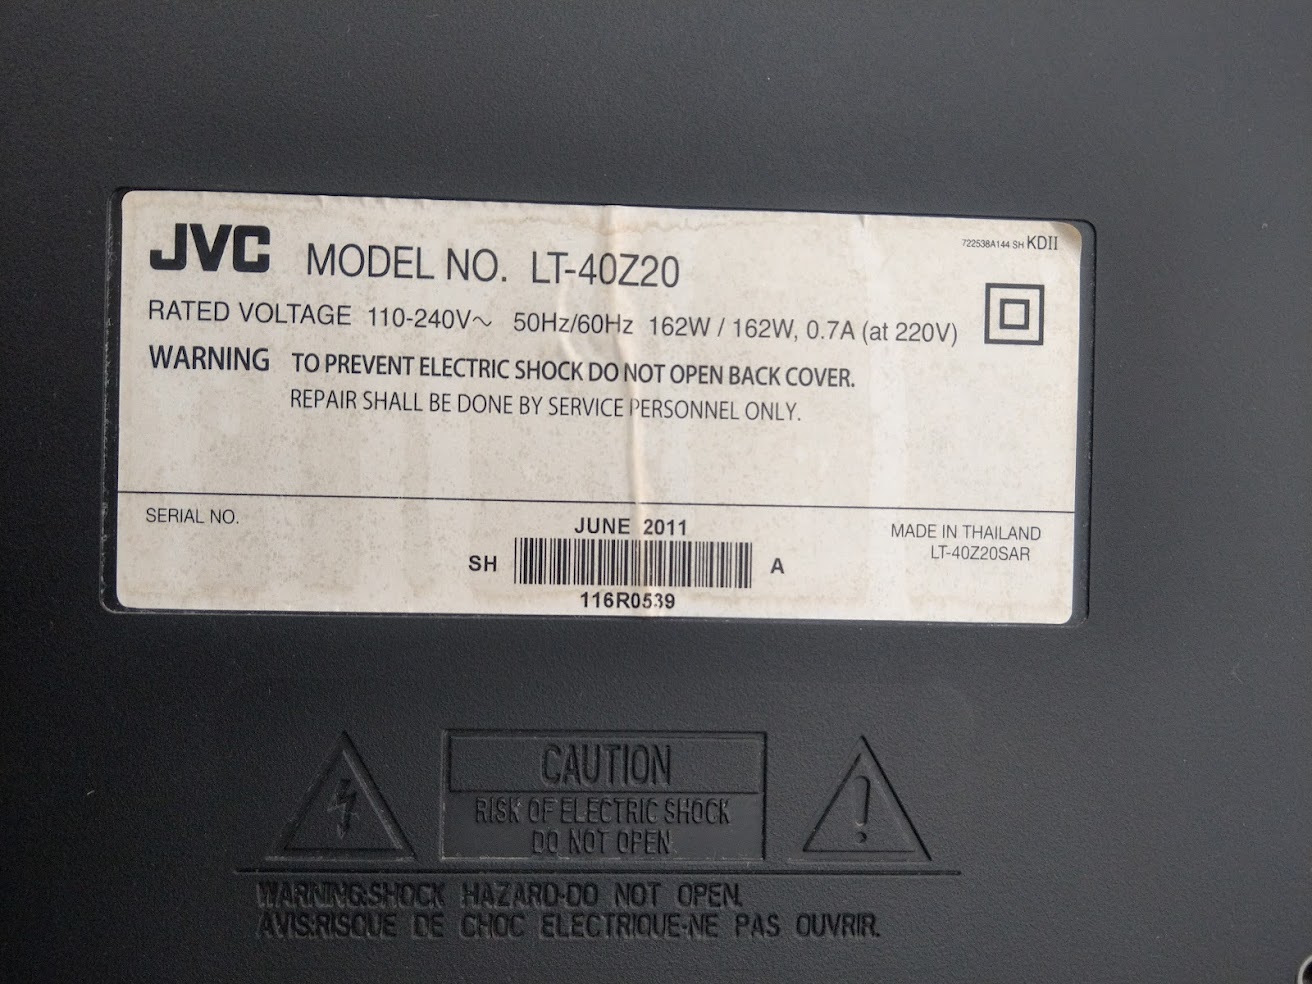 JVC MODEL NO. LT-40Z20
722538A144 SH KDII
RATED VOLTAGE 110-240V~ 50Hz/60Hz 162W / 162W, 0.7A (at 220V)
WARNING TO PREVENT ELECTRIC SHOCK DO NOT OPEN BACK COVER.
REPAIR SHALL BE DONE BY SERVICE PERSONNEL ONLY.
SERIAL NO.
JUNE 2011
SH A
116R0539
MADE IN THAILAND
LT-40Z20SAR
CAUTION
RISK OF ELECTRIC SHOCK
DO NOT OPEN
WARNING:SHOCK HAZARD-DO NOT OPEN.
AVIS:RISQUE DE CHOC ELECTRIQUE-NE PAS OUVRIR.